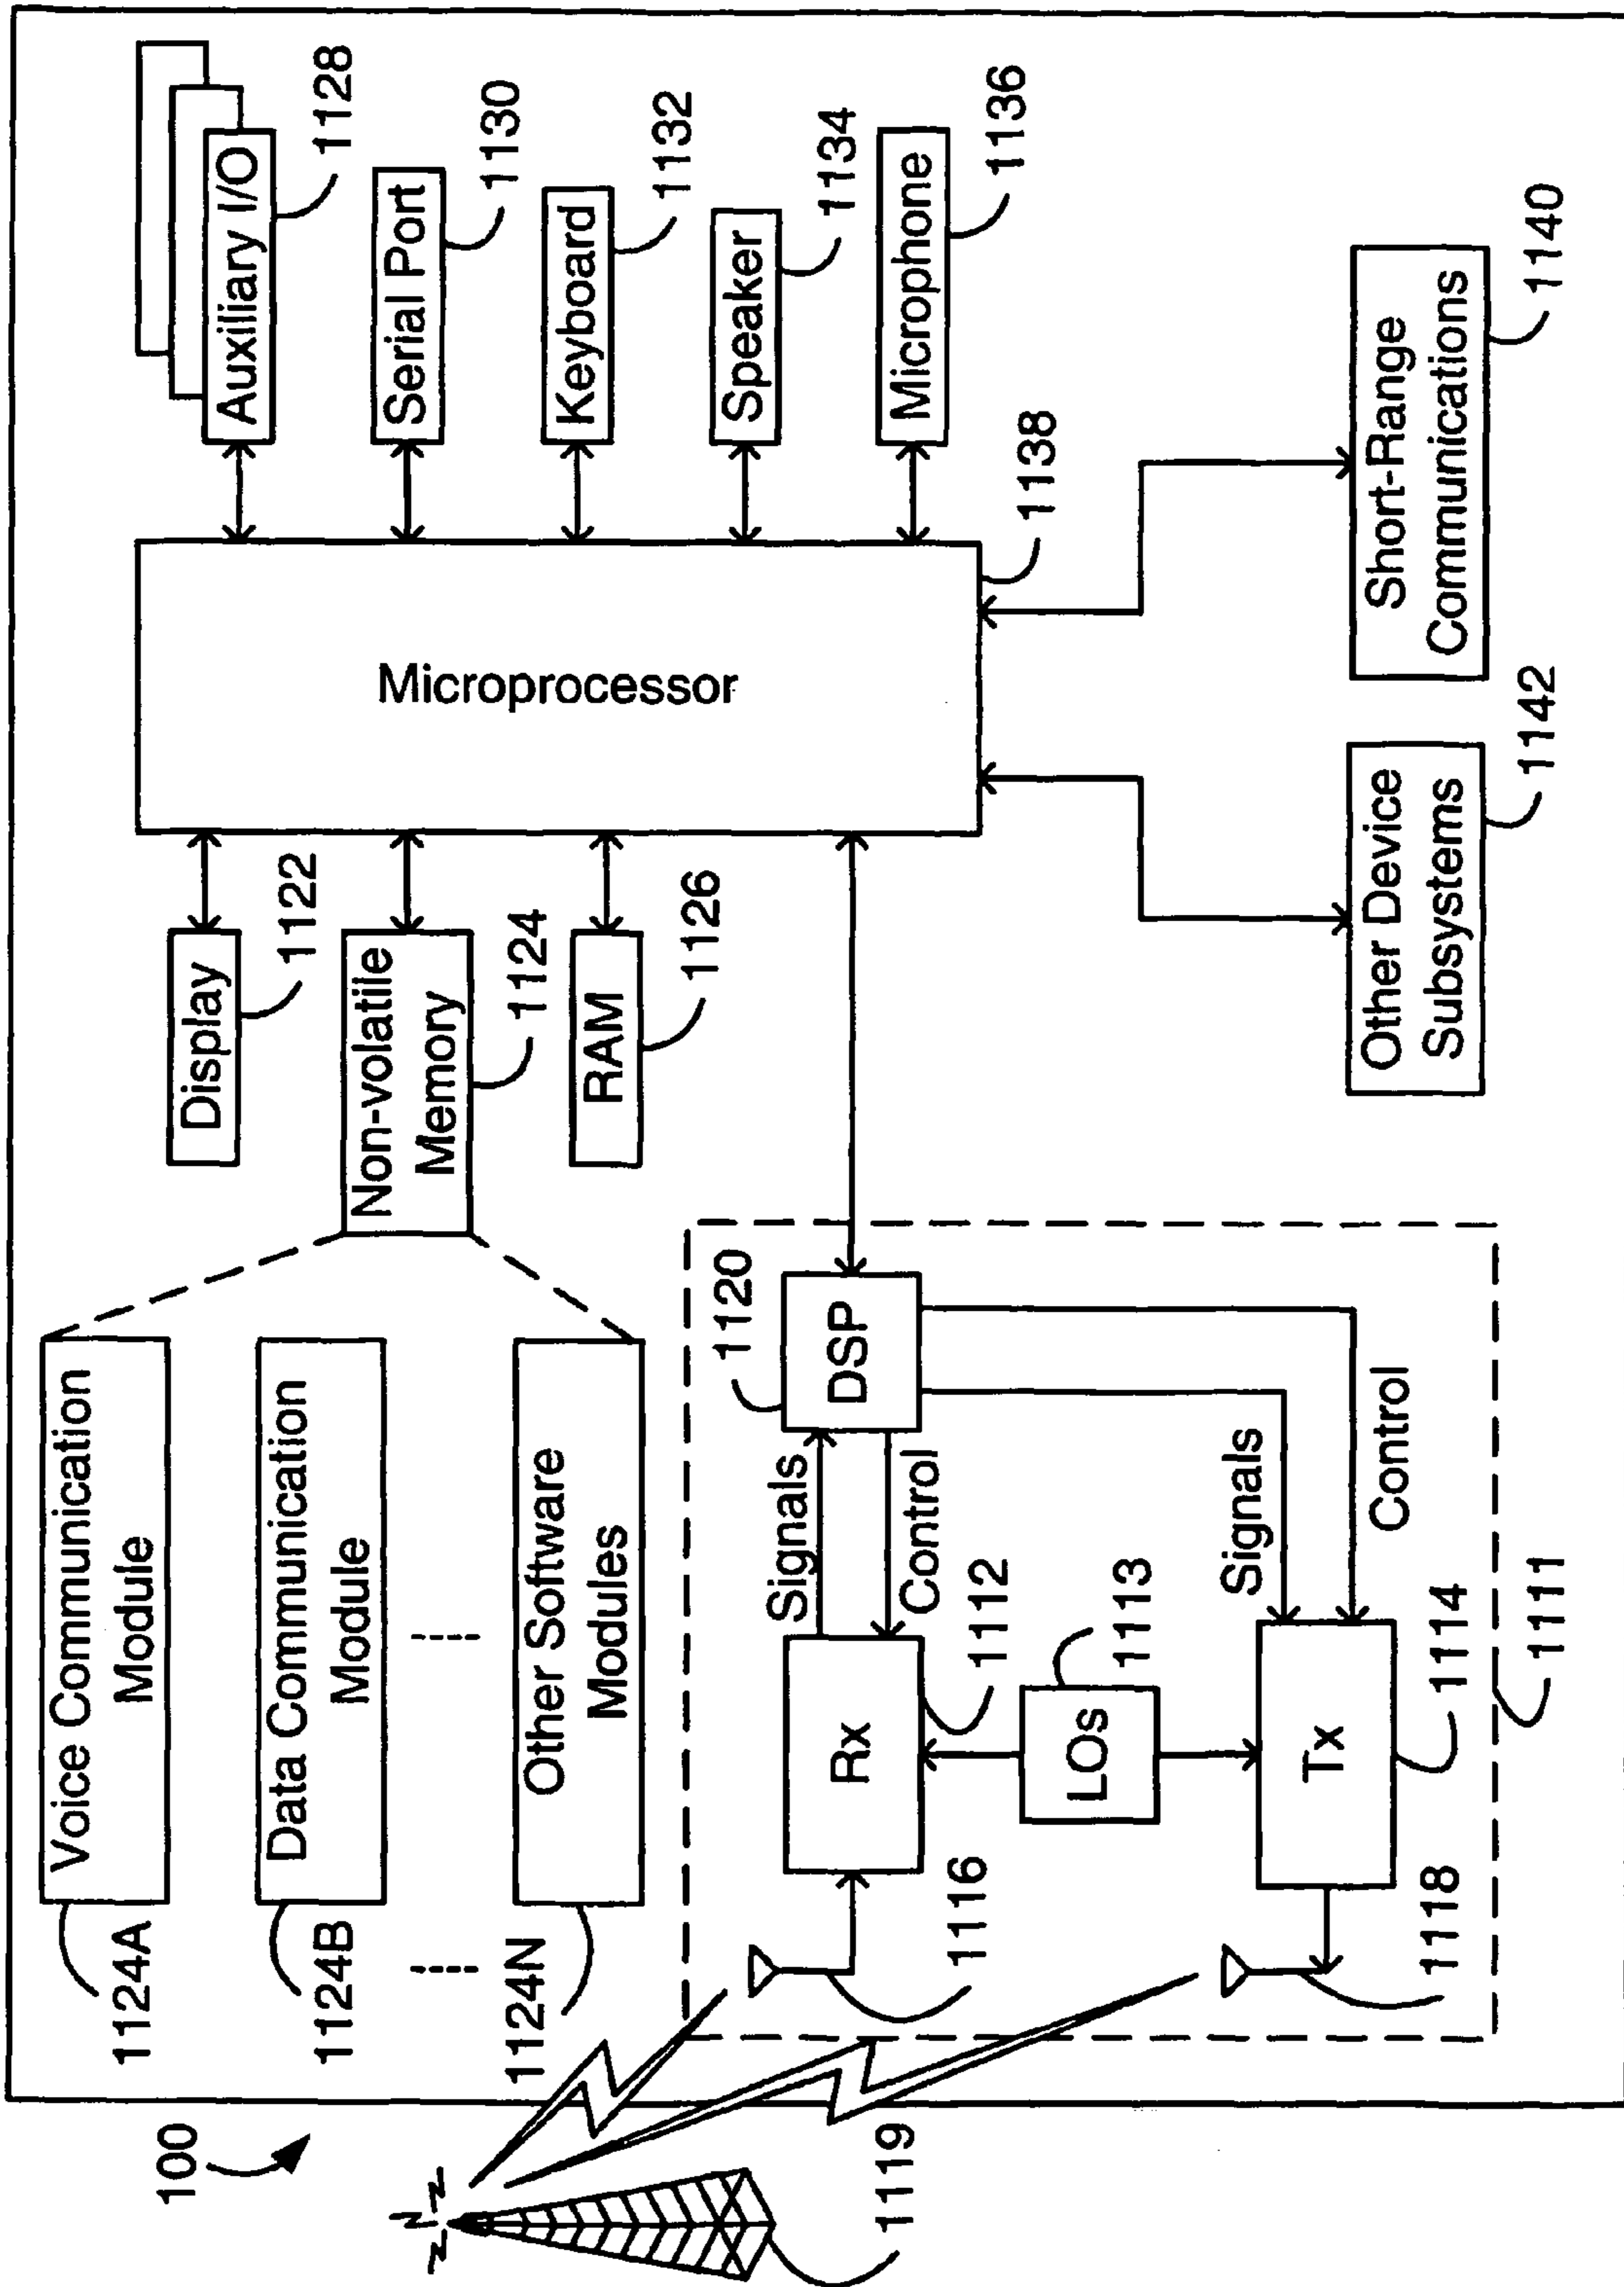 100
1119
Voice Communication
Module
1124A
Data Communication
Module
1124B
Other Software
Modules
1124N
Display
1122
Non-volatile
Memory
1124
RAM
1126
Microprocessor
1138
Auxiliary I/O
1128
Serial Port
1130
Keyboard
1132
Speaker
1134
Microphone
1136
Short-Range
Communications
1140
Other Device
Subsystems
1142
DSP
1120
Signals
Control
Rx
1112
LOs
1113
Signals
Control
Tx
1114
1116
1118
1111